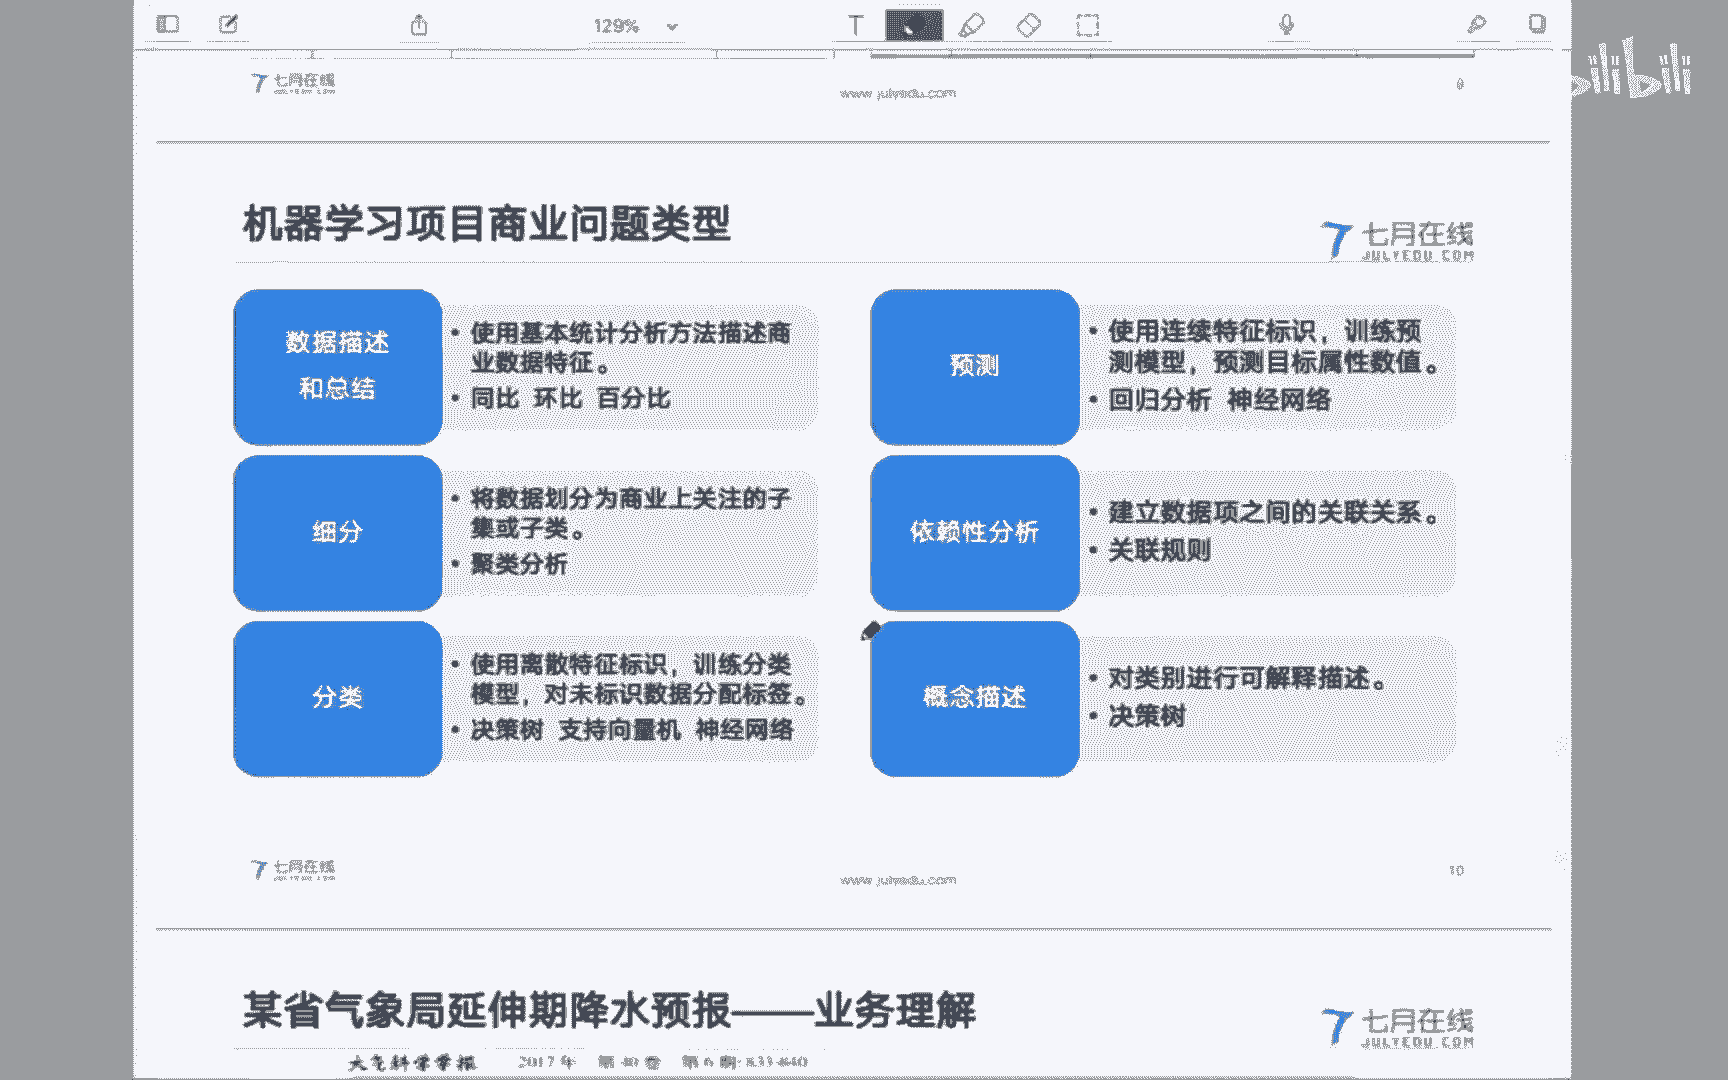 129%
T
bilibili
七月在线
www.julyedu.com
9
机器学习项目商业问题类型
七月在线
JULYEDU.COM
数据描述
和总结
• 使用基本统计分析方法描述商
业数据特征。
• 同比 环比 百分比
预测
• 使用连续特征标识，训练预
测模型，预测目标属性数值。
• 回归分析 神经网络
细分
• 将数据划分为商业上关注的子
集或子类。
• 聚类分析
依赖性分析
• 建立数据项之间的关联关系。
• 关联规则
分类
• 使用离散特征标识，训练分类
模型，对未标识数据分配标签。
• 决策树 支持向量机 神经网络
概念描述
• 对类别进行可解释描述。
• 决策树
七月在线
www.julyedu.com
10
某省气象局延伸期降水预报——业务理解
七月在线
JULYEDU.COM
大气科学学报 2017 年 第 40 卷 第 6 期: 833-840